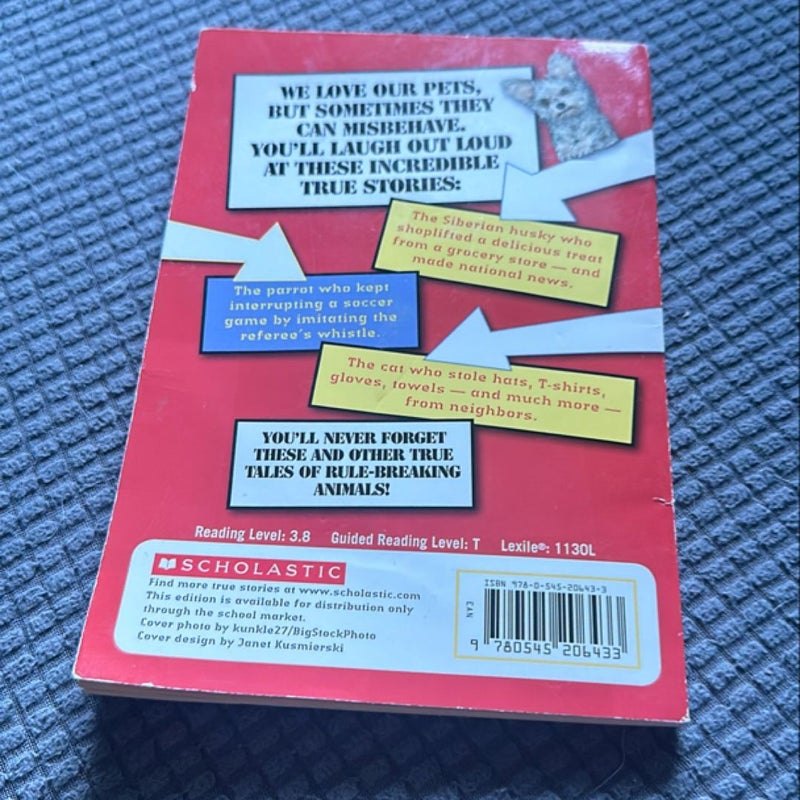 WE LOVE OUR PETS,
BUT SOMETIMES THEY
CAN MISBEHAVE.
YOU'LL LAUGH OUT LOUD
AT THESE INCREDIBLE
TRUE STORIES:
The Siberian husky who
shoplifted a delicious treat
from a grocery store — and
made national news.
The parrot who kept
interrupting a soccer
game by imitating the
referee's whistle.
The cat who stole hats, T-shirts,
gloves, towels — and much more —
from neighbors.
YOU'LL NEVER FORGET
THESE AND OTHER TRUE
TALES OF RULE-BREAKING
ANIMALS!
Reading Level: 3.8 Guided Reading Level: T Lexile®: 1130L
SCHOLASTIC
Find more true stories at www.scholastic.com
This edition is available for distribution only
through the school market.
Cover photo by kunkle27/BigStockPhoto
Cover design by Janet Kusmierski
ISBN 978-0-545-20643-3
EAN
9 780545 206433